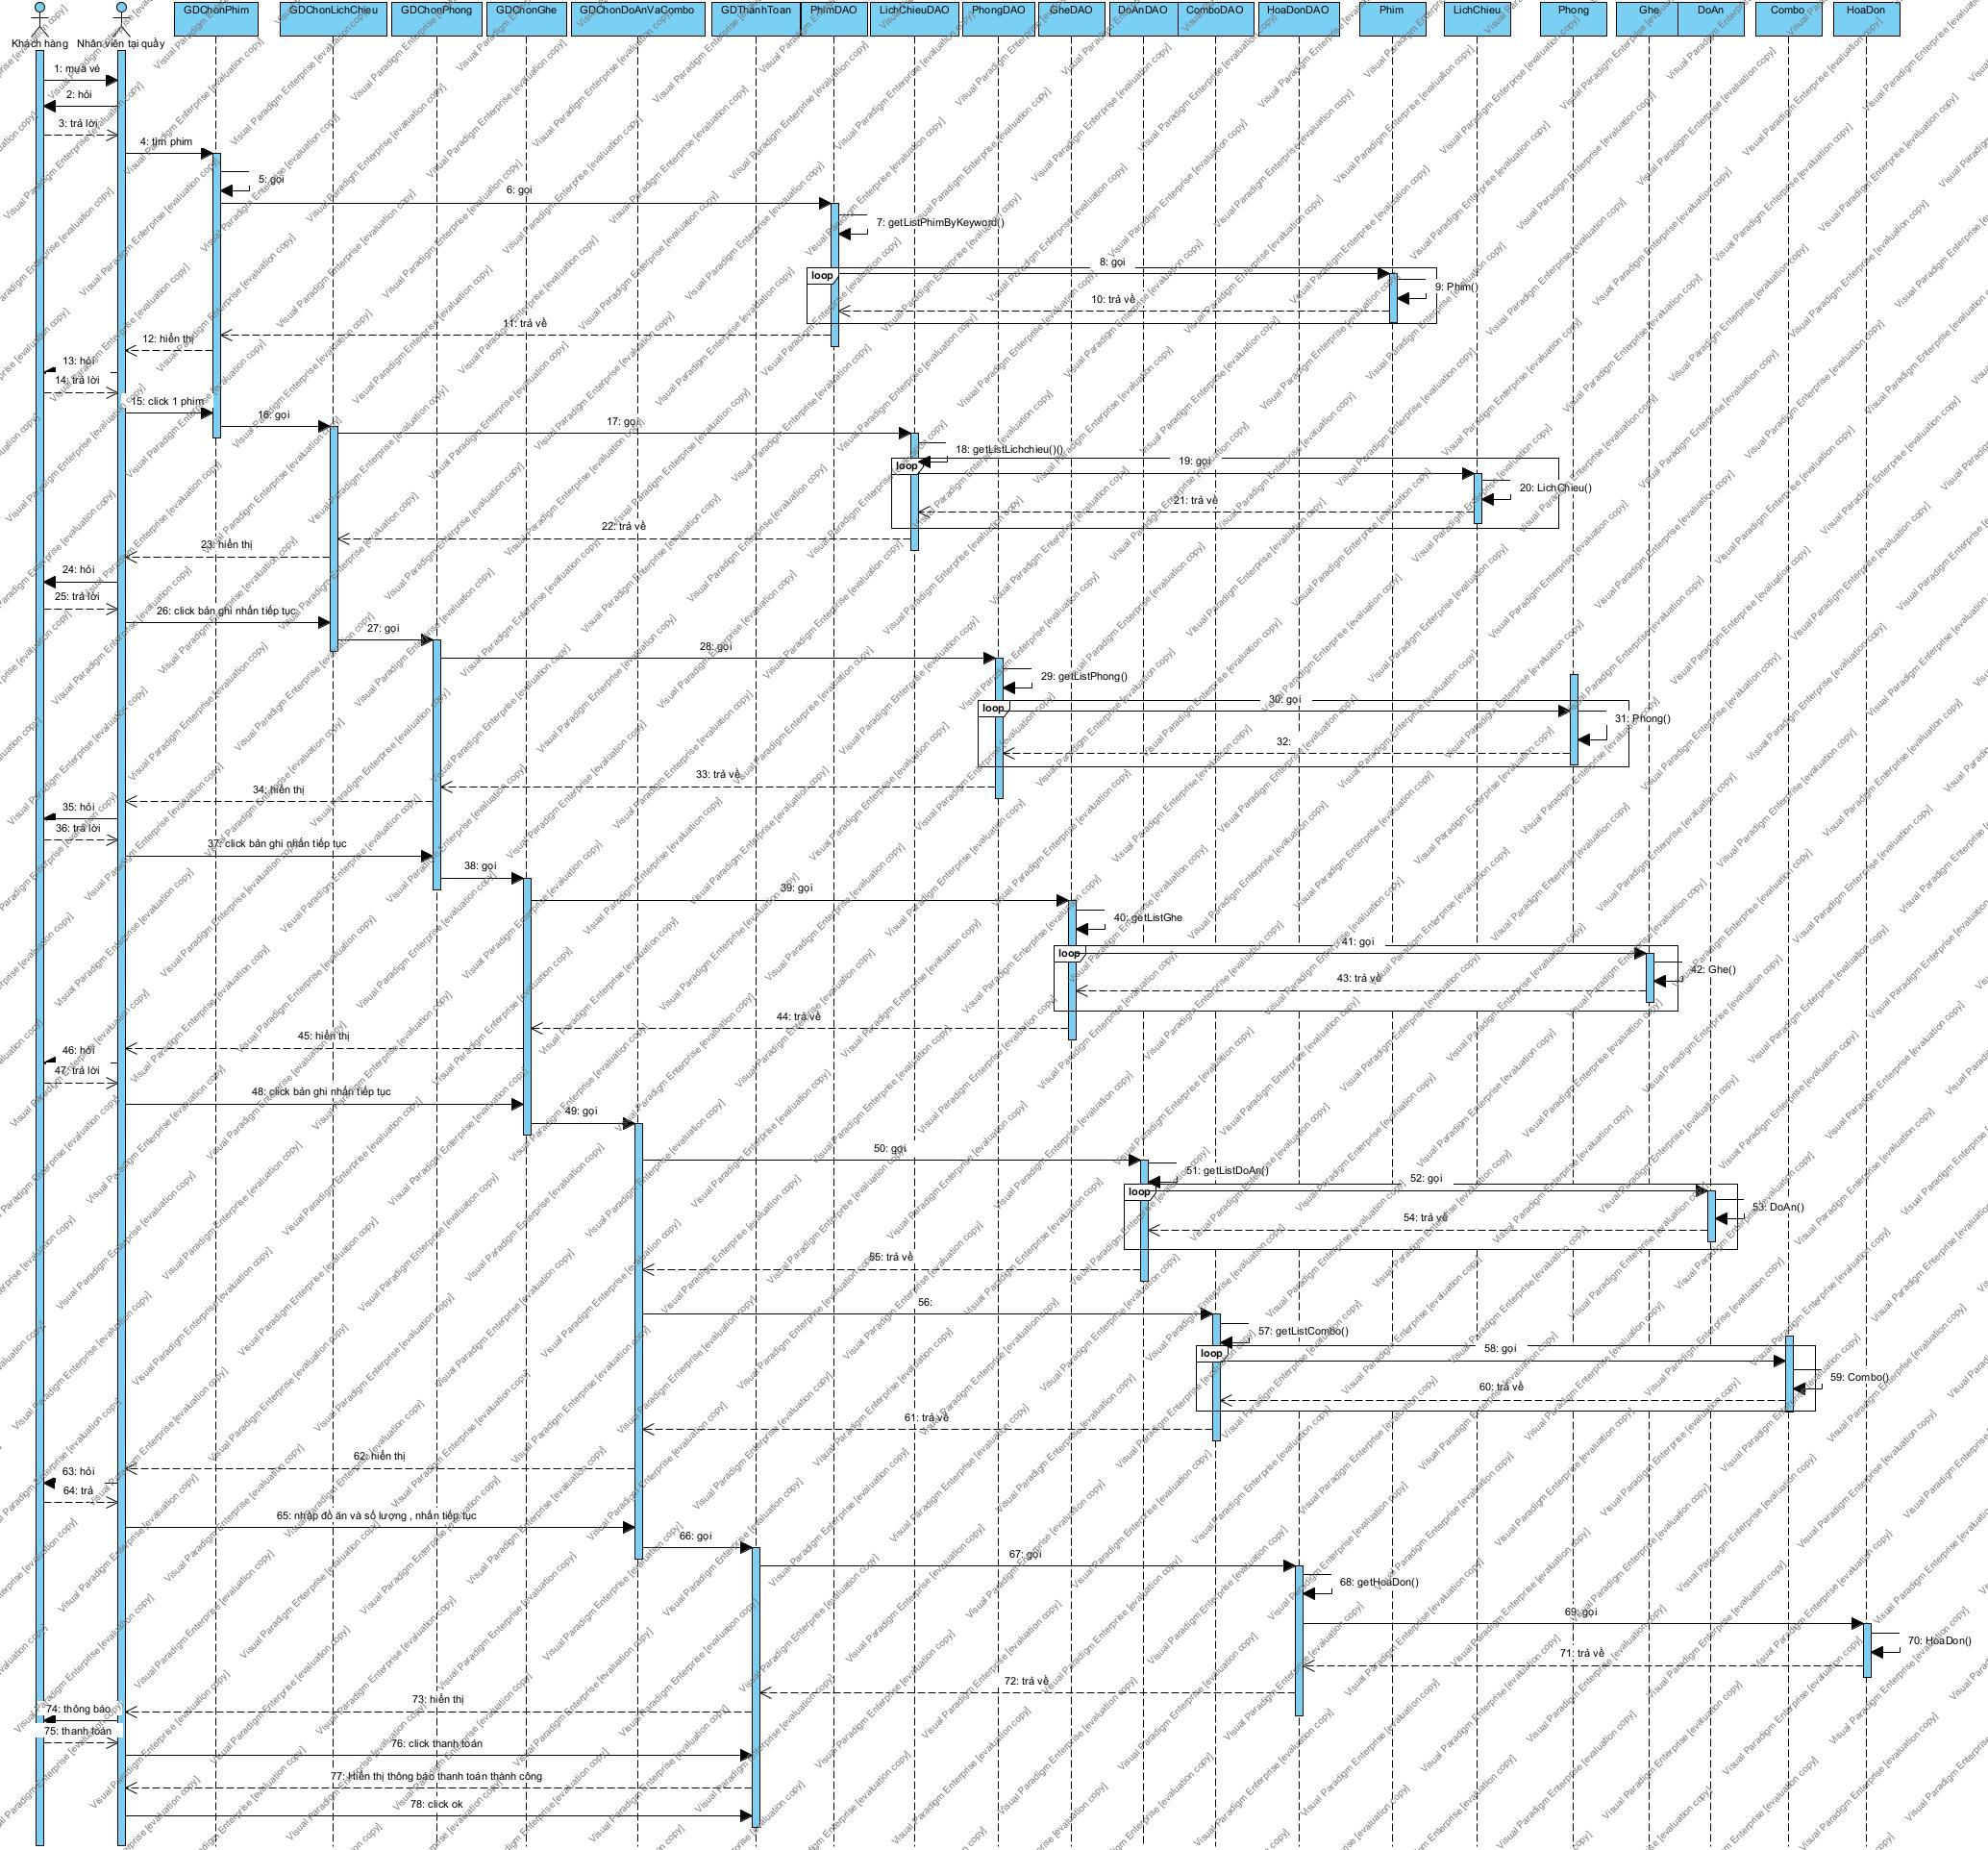 GDChonPhim
GDChonLichChieu
GDChonPhong
GDChonGhe
GDChonDoAnVaCombo
GDThanhToan
PhimDAO
LichChieuDAO
PhongDAO
GheDAO
DoAnDAO
ComboDAO
HoaDonDAO
Phim
LichChieu
Phong
Ghe
DoAn
Combo
HoaDon
Khách hàng
Nhân viên tại quầy
1: mua vé
2: hỏi
3: trả lời
4: tìm phim
5: gọi
6: gọi
7: getListPhimByKeyword()
loop
8: gọi
9: Phim()
10: trả về
11: trả về
12: hiển thị
13: hỏi
14: trả lời
15: click 1 phim
16: gọi
17: gọi
18: getListLichchieu()()
loop
19: gọi
20: LichChieu()
21: trả về
22: trả về
23: hiển thị
24: hỏi
25: trả lời
26: click bản ghi nhấn tiếp tục
27: gọi
28: gọi
29: getListPhong()
loop
30: gọi
31: Phong()
32:
33: trả về
34: hiển thị
35: hỏi
36: trả lời
37: click bản ghi nhấn tiếp tục
38: gọi
39: gọi
40: getListGhe
loop
41: gọi
42: Ghe()
43: trả về
44: trả về
45: hiển thị
46: hỏi
47: trả lời
48: click bản ghi nhấn tiếp tục
49: gọi
50: gọi
51: getListDoAn()
loop
52: gọi
53: DoAn()
54: trả về
55: trả về
56:
57: getListCombo()
loop
58: gọi
59: Combo()
60: trả về
61: trả về
62: hiển thị
63: hỏi
64: trả
65: nhập đồ ăn và số lượng , nhấn tiếp tục
66: gọi
67: gọi
68: getHoaDon()
69: gọi
70: HoaDon()
71: trả về
72: trả về
73: hiển thị
74: thông báo
75: thanh toán
76: click thanh toán
77: Hiển thị thông báo thanh toán thành công
78: click ok
Visual Paradigm Enterprise [evaluation copy]